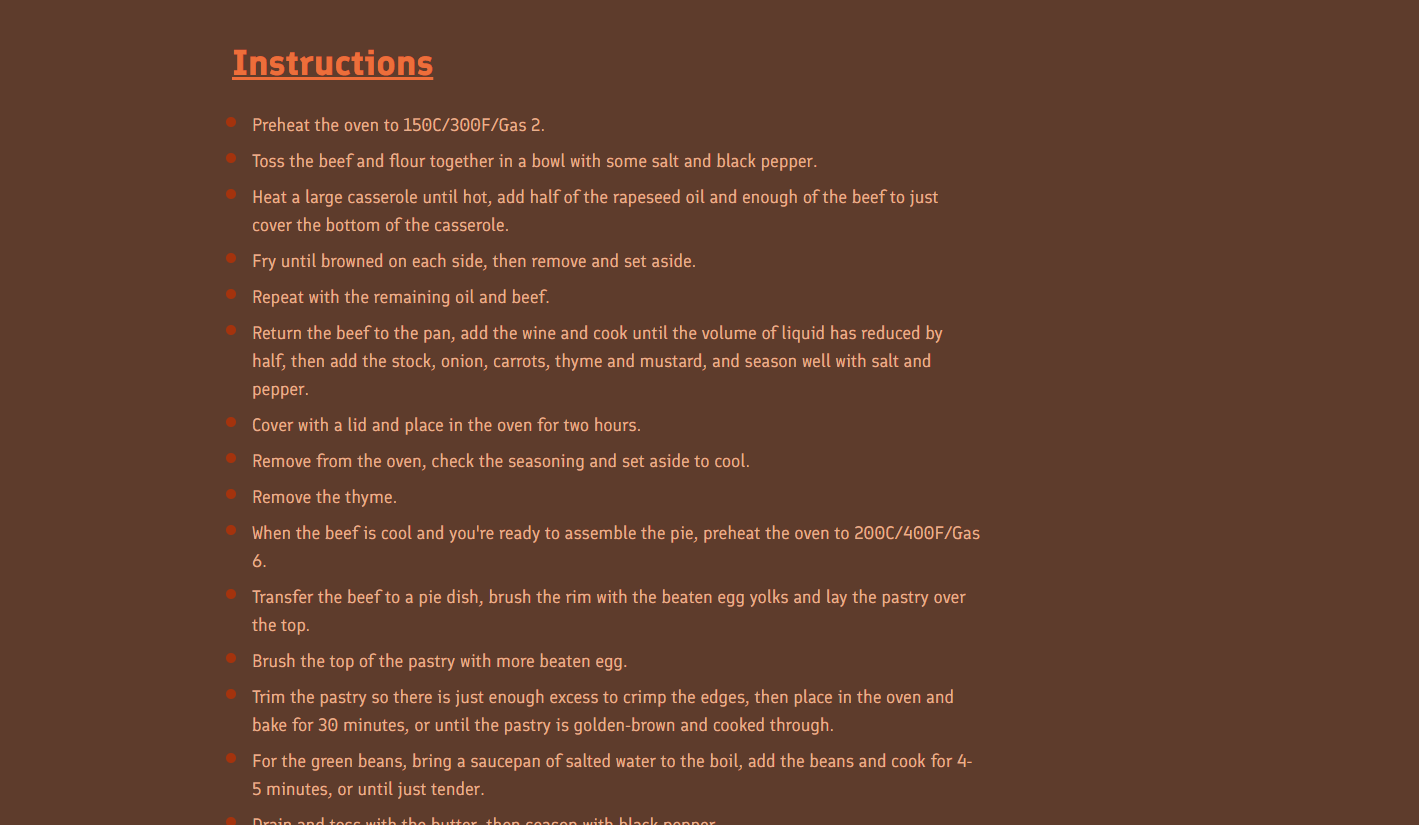 Instructions
Preheat the oven to 150C/300F/Gas 2.
Toss the beef and flour together in a bowl with some salt and black pepper.
Heat a large casserole until hot, add half of the rapeseed oil and enough of the beef to just
cover the bottom of the casserole.
Fry until browned on each side, then remove and set aside.
Repeat with the remaining oil and beef.
Return the beef to the pan, add the wine and cook until the volume of liquid has reduced by
half, then add the stock, onion, carrots, thyme and mustard, and season well with salt and
pepper.
Cover with a lid and place in the oven for two hours.
Remove from the oven, check the seasoning and set aside to cool.
Remove the thyme.
When the beef is cool and you're ready to assemble the pie, preheat the oven to 200C/400F/Gas
6.
Transfer the beef to a pie dish, brush the rim with the beaten egg yolks and lay the pastry over
the top.
Brush the top of the pastry with more beaten egg.
Trim the pastry so there is just enough excess to crimp the edges, then place in the oven and
bake for 30 minutes, or until the pastry is golden-brown and cooked through.
For the green beans, bring a saucepan of salted water to the boil, add the beans and cook for 4-
5 minutes, or until just tender.
Drain and toss with the butter, then season with black pepper.